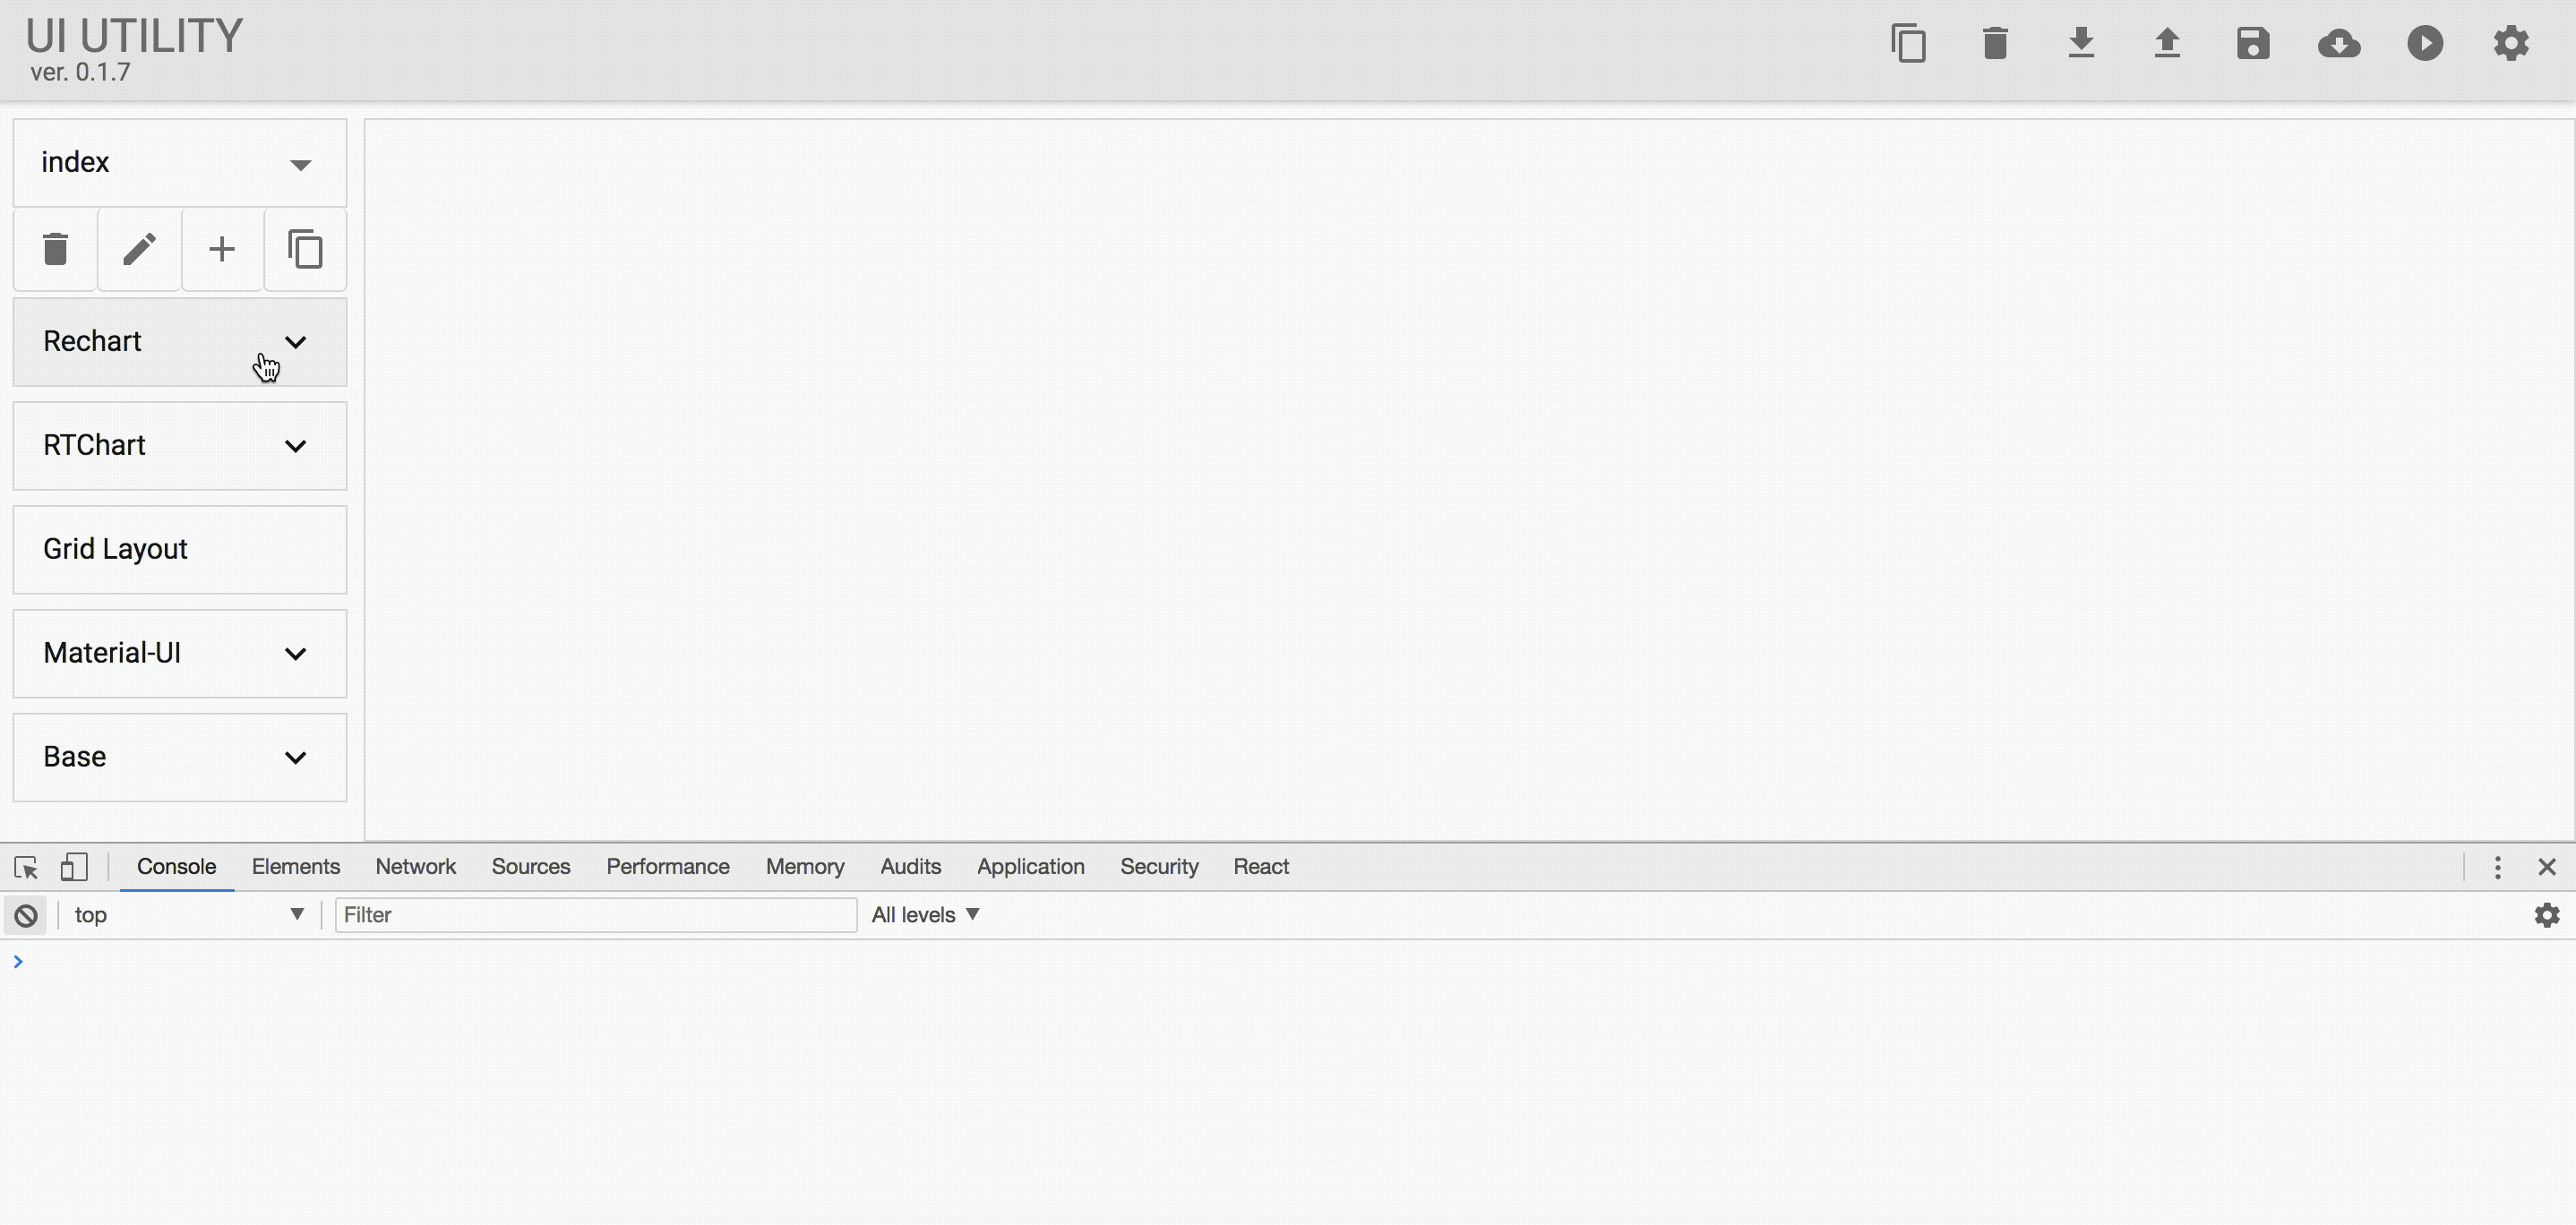 UI UTILITY
ver. 0.1.7
index
Rechart
RTChart
Grid Layout
Material-UI
Base
Console Elements Network Sources Performance Memory Audits Application Security React
top Filter All levels